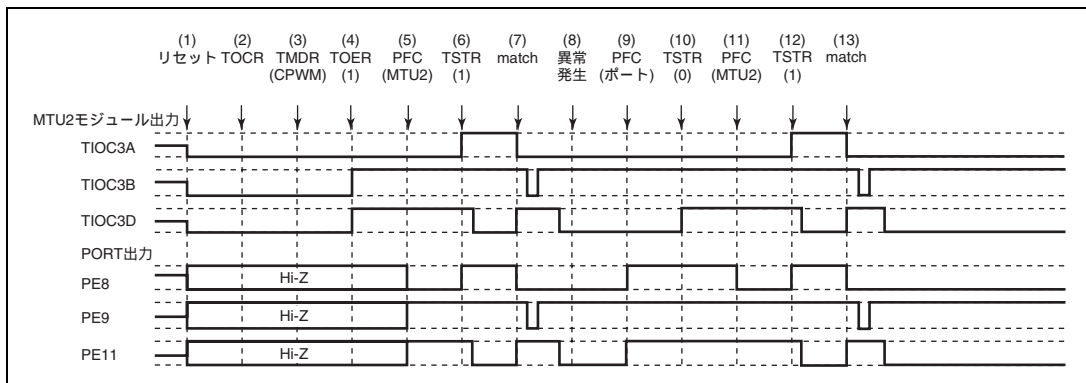 (1) (2) (3) (4) (5) (6) (7) (8) (9) (10) (11) (12) (13)
リセット TOCR TMDR TOER PFC TSTR match 異常 PFC TSTR PFC TSTR match
(CPWM) (1) (MTU2) (1) 発生 (ポート) (0) (MTU2) (1)
MTU2モジュール出力
TIOC3A
TIOC3B
TIOC3D
PORT出力
PE8 Hi-Z
PE9 Hi-Z
PE11 Hi-Z